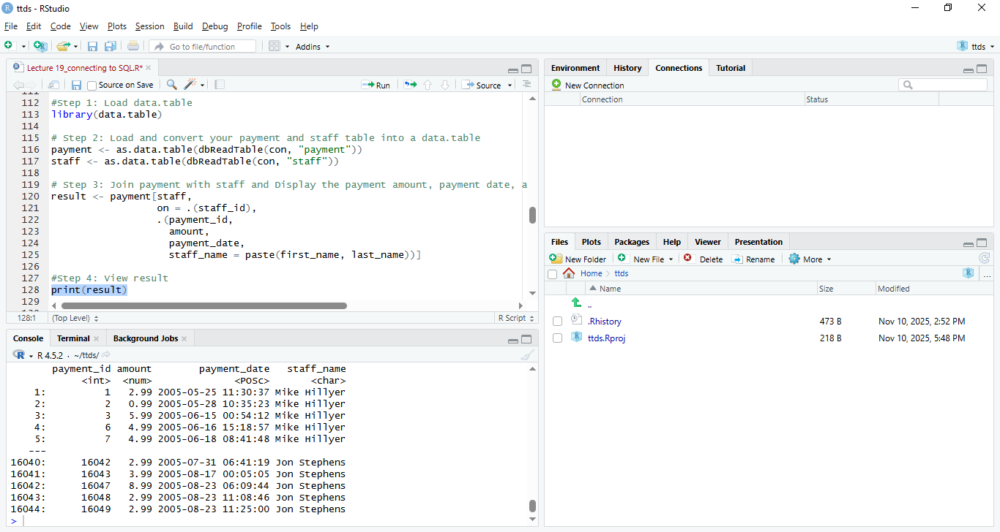 ttds - RStudio
File Edit Code View Plots Session Build Debug Profile Tools Help
Go to file/function Addins ttds
Lecture 19_connecting to SQL.R*
Source on Save Run Source
111
112 #Step 1: Load data.table
113 library(data.table)
114
115 # Step 2: Load and convert your payment and staff table into a data.table
116 payment <- as.data.table(dbReadTable(con, "payment"))
117 staff <- as.data.table(dbReadTable(con, "staff"))
118
119 # Step 3: Join payment with staff and Display the payment amount, payment date, a
120 result <- payment[staff,
121 on = .(staff_id),
122 .(payment_id,
123 amount,
124 payment_date,
125 staff_name = paste(first_name, last_name))]
126
127 #Step 4: View result
128 print(result)
129
128:1 (Top Level) R Script
Console Terminal Background Jobs
R 4.5.2 · ~/ttds/
payment_id amount payment_date staff_name
<int> <num> <POSc> <char>
1: 1 2.99 2005-05-25 11:30:37 Mike Hillyer
2: 2 0.99 2005-05-28 10:35:23 Mike Hillyer
3: 3 5.99 2005-06-15 00:54:12 Mike Hillyer
4: 6 4.99 2005-06-16 15:18:57 Mike Hillyer
5: 7 4.99 2005-06-18 08:41:48 Mike Hillyer
---
16040: 16042 2.99 2005-07-31 06:41:19 Jon Stephens
16041: 16043 3.99 2005-08-17 00:05:05 Jon Stephens
16042: 16047 8.99 2005-08-23 06:09:44 Jon Stephens
16043: 16048 2.99 2005-08-23 11:08:46 Jon Stephens
16044: 16049 2.99 2005-08-23 11:25:00 Jon Stephens
>
Environment History Connections Tutorial
New Connection
Connection Status
Files Plots Packages Help Viewer Presentation
New Folder New File Delete Rename More
Home ttds ...
Name Size Modified
..
.Rhistory 473 B Nov 10, 2025, 2:52 PM
ttds.Rproj 218 B Nov 10, 2025, 5:48 PM